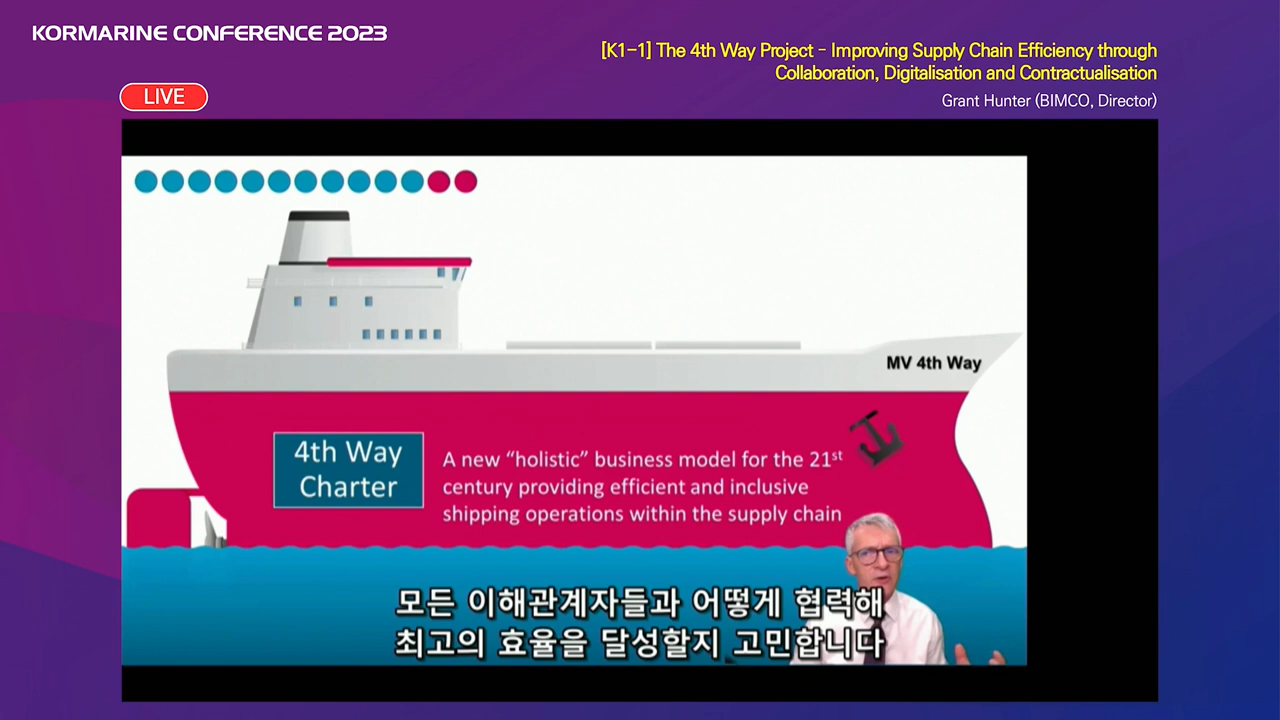 KORMARINE CONFERENCE 2023
[K1-1] The 4th Way Project - Improving Supply Chain Efficiency through
Collaboration, Digitalisation and Contractualisation
Grant Hunter (BIMCO, Director)
LIVE
MV 4th Way
4th Way
Charter
A new “holistic” business model for the 21st
century providing efficient and inclusive
shipping operations within the supply chain
모든 이해관계자들과 어떻게 협력해
최고의 효율을 달성할지 고민합니다